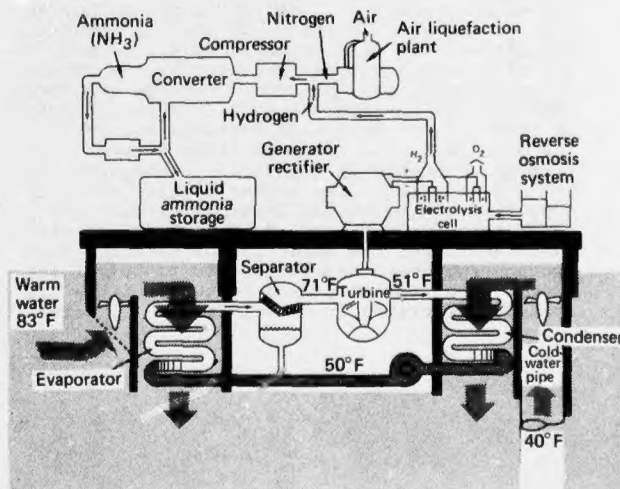 Ammonia
(NH3)
Compressor
Nitrogen
Air
Air liquefaction
plant
Converter
Hydrogen
Generator
rectifier
H2
O2
Reverse
osmosis
system
Liquid
ammonia
storage
+
-
Electrolysis
cell
Separator
71°F
51°F
Turbine
Warm
water
83°F
Condenser
Cold-
water
pipe
Evaporator
50°F
40°F